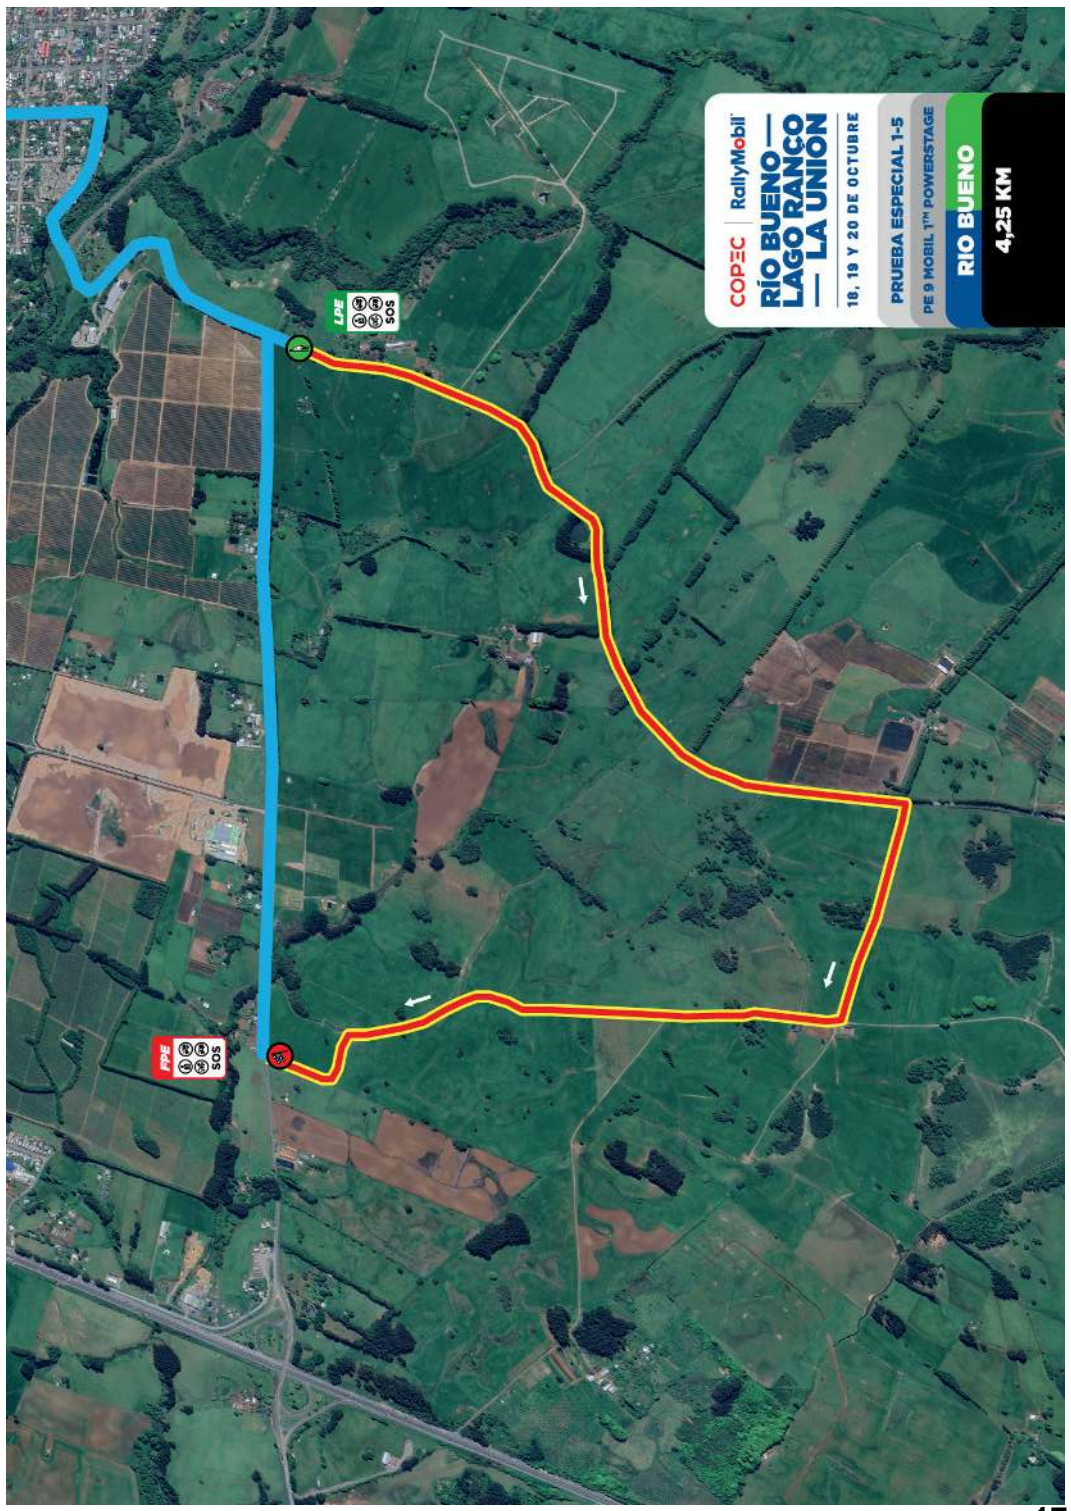 COPEC | RallyMobil
RÍO BUENO —
LAGO RANCO
— LA UNIÓN
18, 19 Y 20 DE OCTUBRE
PRUEBA ESPECIAL 1-5
PE 9 MOBIL 1™ POWERSTAGE
RIO BUENO
4,25 KM
LPE
SOS
FPE
SOS